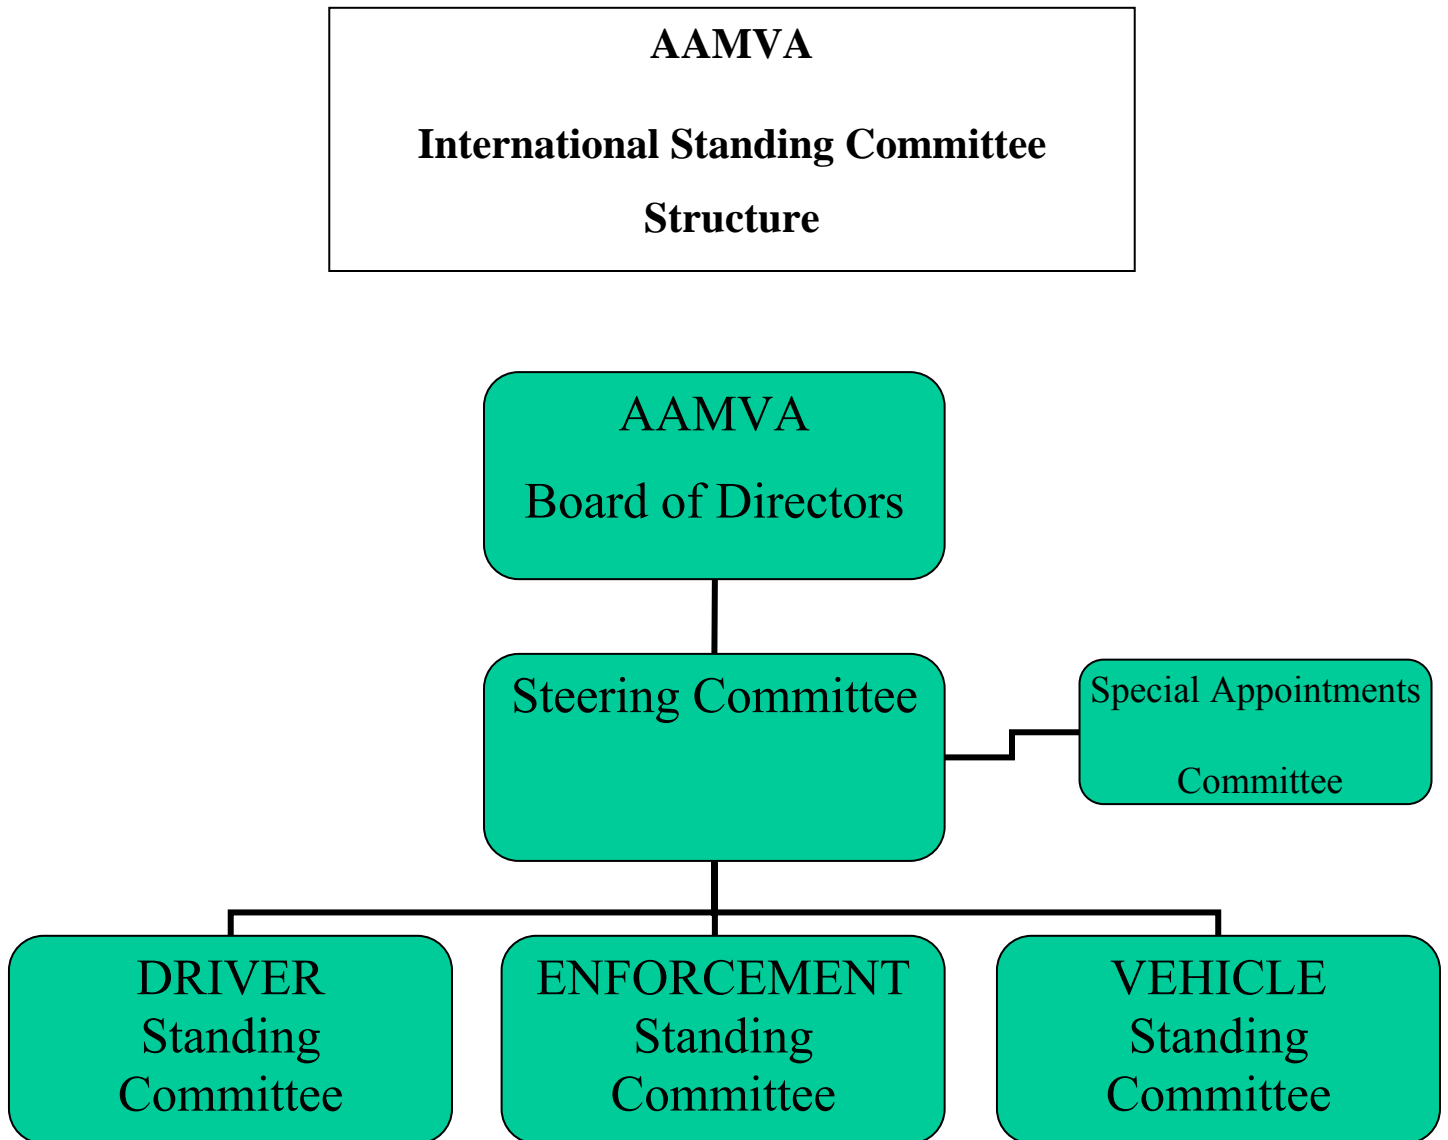 AAMVA
International Standing Committee
Structure
AAMVA
Board of Directors
Steering Committee
Special Appointments
Committee
DRIVER
Standing
Committee
ENFORCEMENT
Standing
Committee
VEHICLE
Standing
Committee